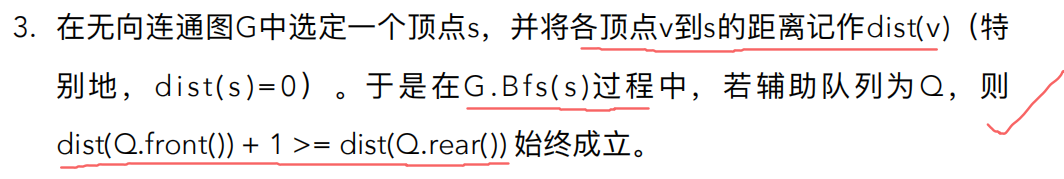 3. 在无向连通图G中选定一个顶点s，并将各顶点v到s的距离记作dist(v)（特
别地，dist(s)=0）。于是在G.Bfs(s)过程中，若辅助队列为Q，则
dist(Q.front()) + 1 >= dist(Q.rear()) 始终成立。